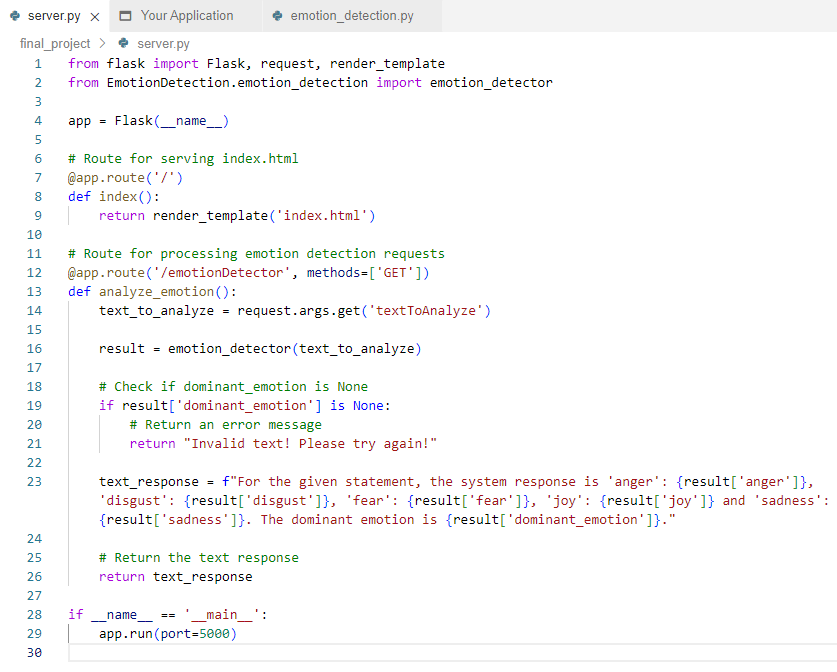 server.py
Your Application
emotion_detection.py
final_project > server.py
1 from flask import Flask, request, render_template
2 from EmotionDetection.emotion_detection import emotion_detector
3
4 app = Flask(__name__)
5
6 # Route for serving index.html
7 @app.route('/')
8 def index():
9     return render_template('index.html')
10
11 # Route for processing emotion detection requests
12 @app.route('/emotionDetector', methods=['GET'])
13 def analyze_emotion():
14     text_to_analyze = request.args.get('textToAnalyze')
15
16     result = emotion_detector(text_to_analyze)
17
18     # Check if dominant_emotion is None
19     if result['dominant_emotion'] is None:
20         # Return an error message
21         return "Invalid text! Please try again!"
22
23     text_response = f"For the given statement, the system response is 'anger': {result['anger']},
    'disgust': {result['disgust']}, 'fear': {result['fear']}, 'joy': {result['joy']} and 'sadness':
    {result['sadness']}. The dominant emotion is {result['dominant_emotion']}."
24
25     # Return the text response
26     return text_response
27
28 if __name__ == '__main__':
29     app.run(port=5000)
30